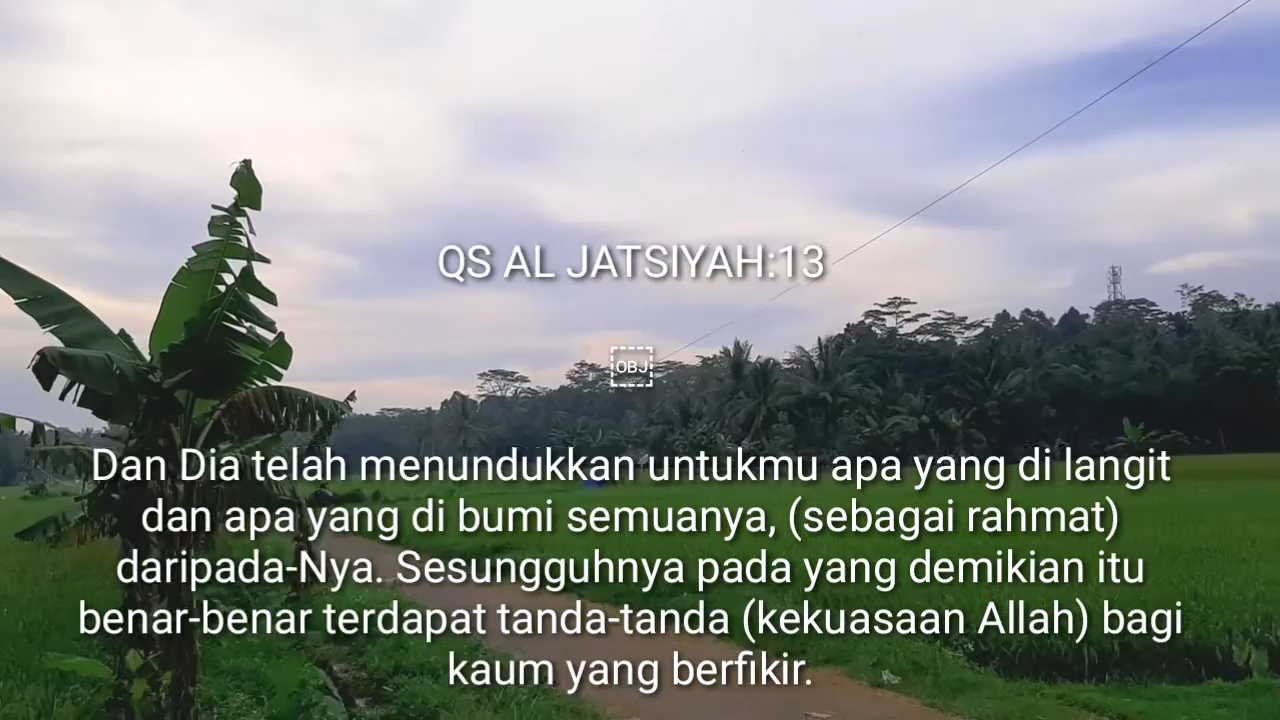 QS AL JATSIYAH:13
OBJ
Dan Dia telah menundukkan untukmu apa yang di langit
dan apa yang di bumi semuanya, (sebagai rahmat)
daripada-Nya. Sesungguhnya pada yang demikian itu
benar-benar terdapat tanda-tanda (kekuasaan Allah) bagi
kaum yang berfikir.